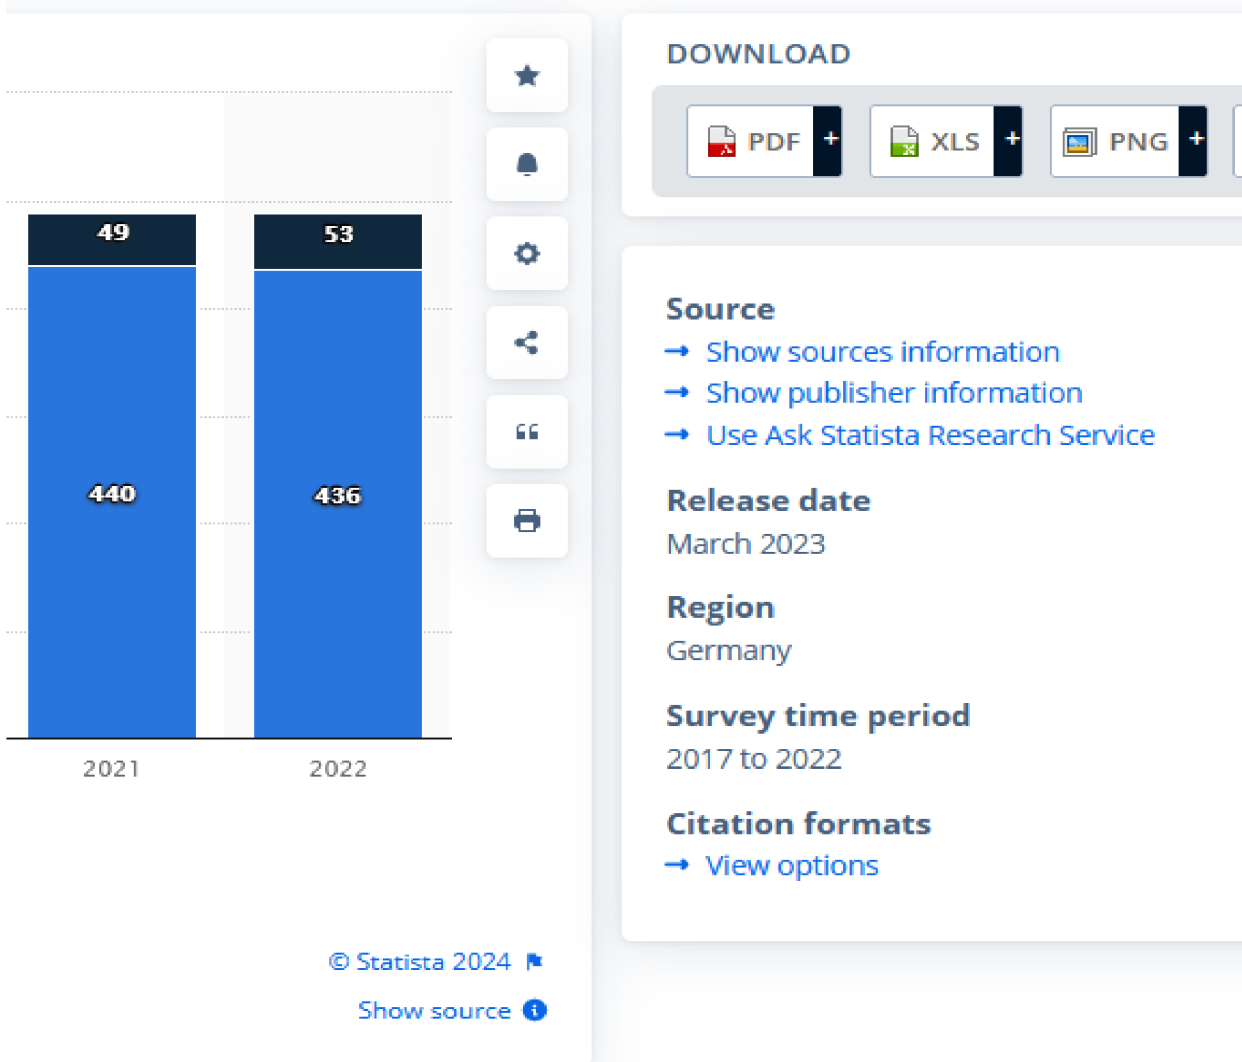 49
53
440
436
2021
2022
© Statista 2024
Show source
DOWNLOAD
PDF +
XLS +
PNG +
Source
→ Show sources information
→ Show publisher information
→ Use Ask Statista Research Service
Release date
March 2023
Region
Germany
Survey time period
2017 to 2022
Citation formats
→ View options